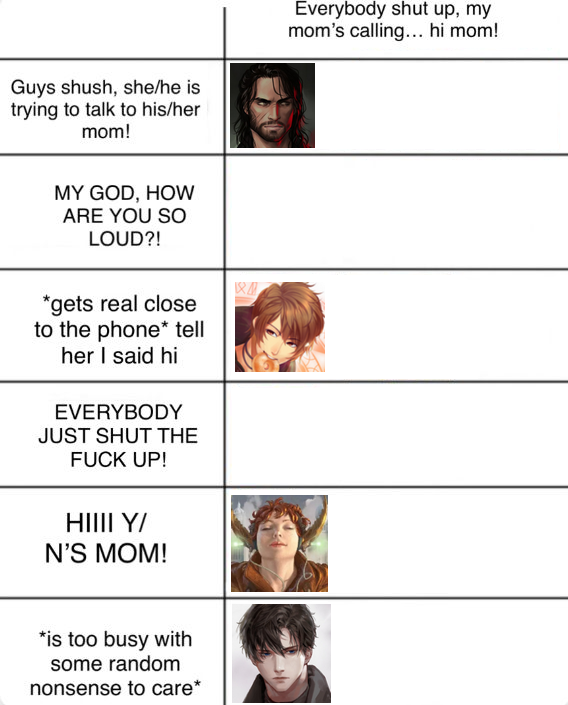 Everybody shut up, my
mom's calling... hi mom!
Guys shush, she/he is
trying to talk to his/her
mom!
MY GOD, HOW
ARE YOU SO
LOUD?!
*gets real close
to the phone* tell
her I said hi
EVERYBODY
JUST SHUT THE
FUCK UP!
HIIII Y/
N'S MOM!
*is too busy with
some random
nonsense to care*